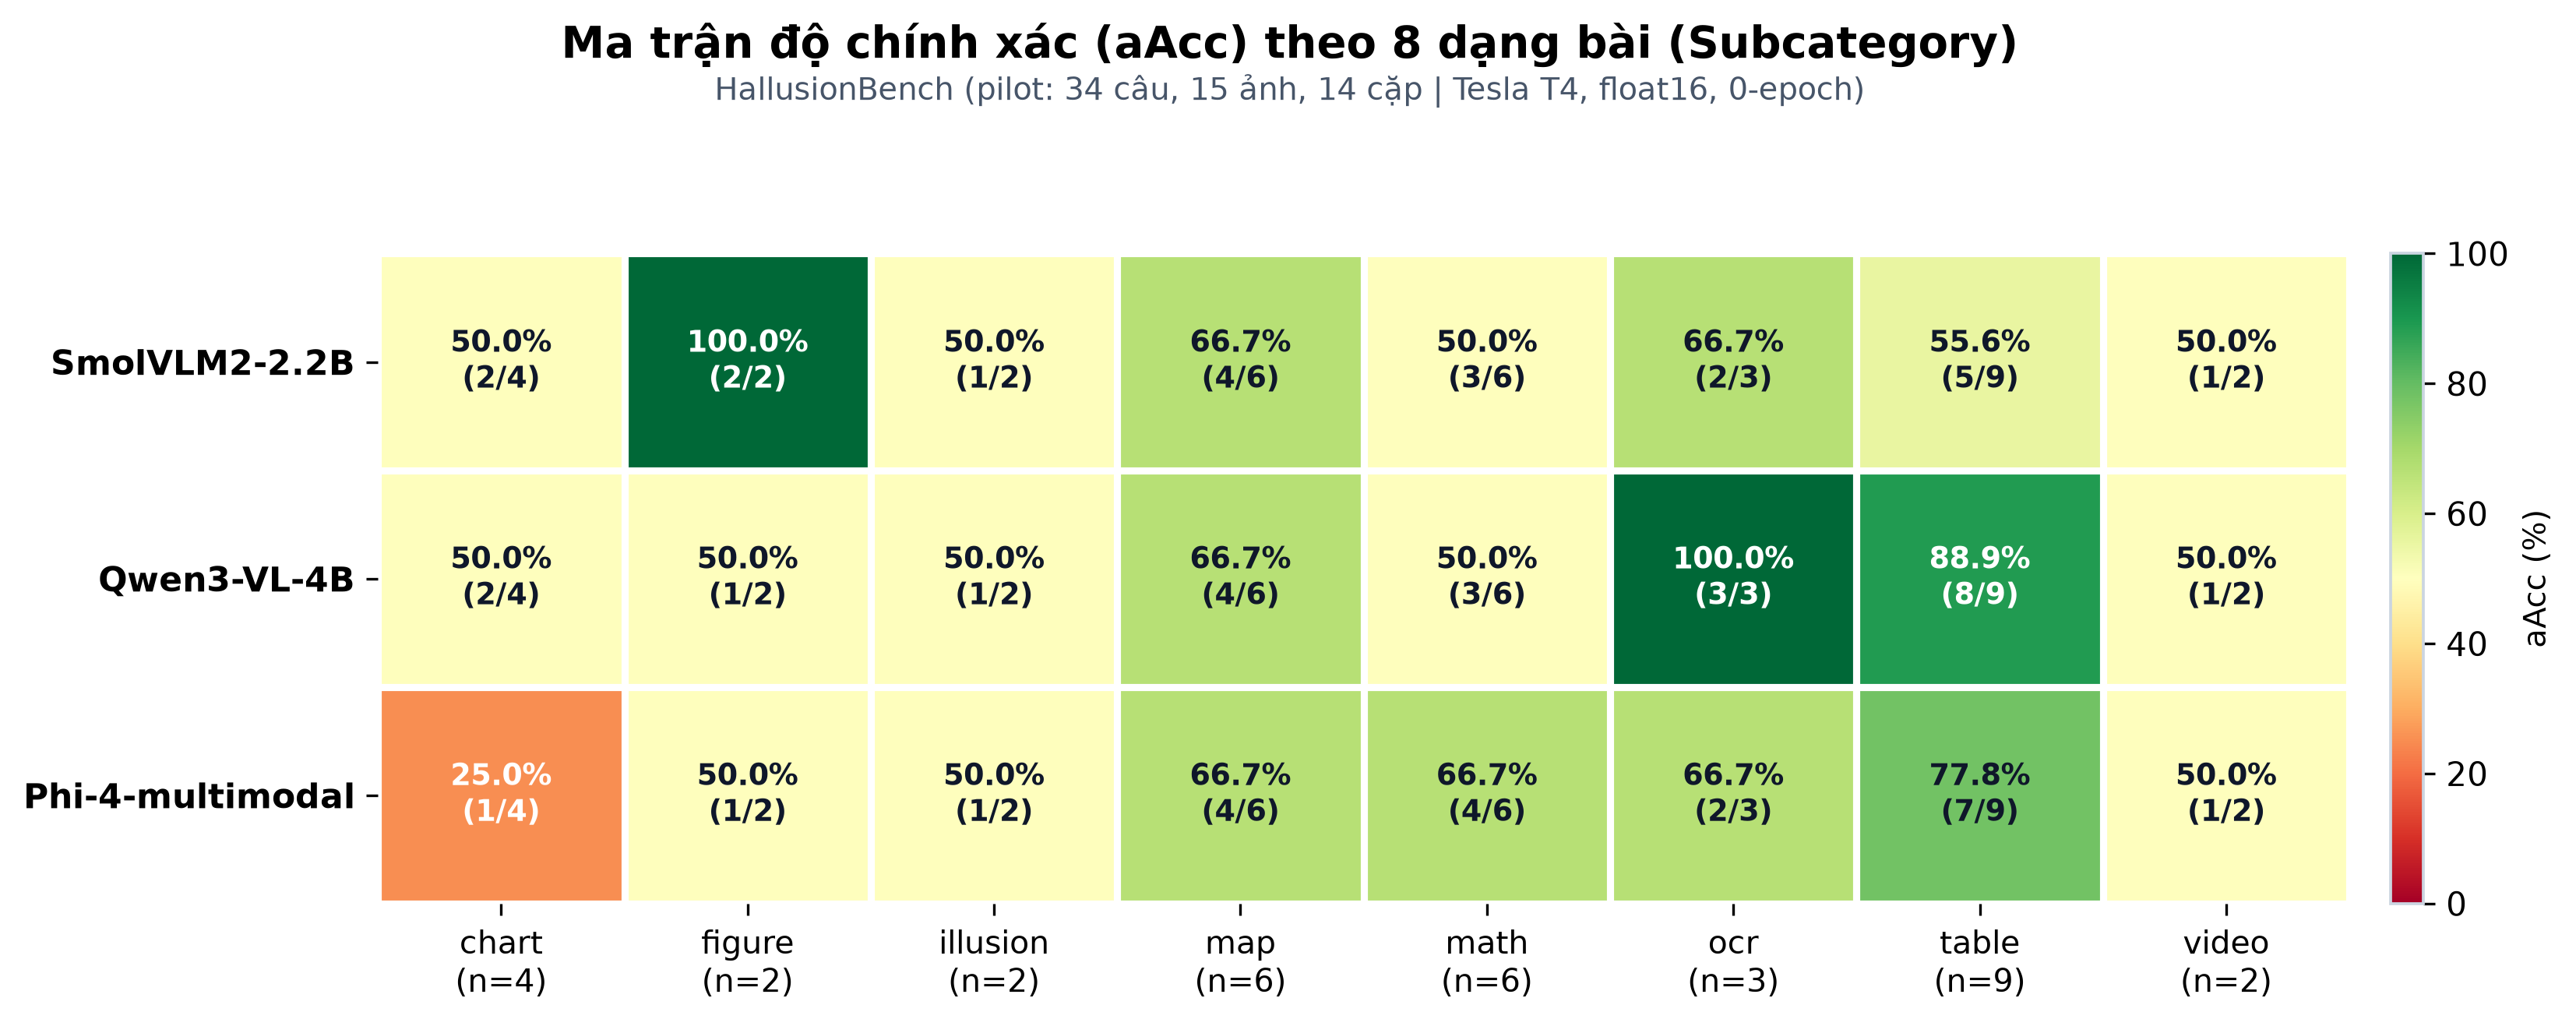 Ma trận độ chính xác (aAcc) theo 8 dạng bài (Subcategory)
HallusionBench (pilot: 34 câu, 15 ảnh, 14 cặp | Tesla T4, float16, 0-epoch)
SmolVLM2-2.2B
50.0% 100.0% 50.0% 66.7% 50.0% 66.7% 55.6% 50.0%
(2/4) (2/2) (1/2) (4/6) (3/6) (2/3) (5/9) (1/2)
Qwen3-VL-4B
50.0% 50.0% 50.0% 66.7% 50.0% 100.0% 88.9% 50.0%
(2/4) (1/2) (1/2) (4/6) (3/6) (3/3) (8/9) (1/2)
Phi-4-multimodal
25.0% 50.0% 50.0% 66.7% 66.7% 66.7% 77.8% 50.0%
(1/4) (1/2) (1/2) (4/6) (4/6) (2/3) (7/9) (1/2)
chart figure illusion map math ocr table video
(n=4) (n=2) (n=2) (n=6) (n=6) (n=3) (n=9) (n=2)
100
80
60
40
20
0
aAcc (%)